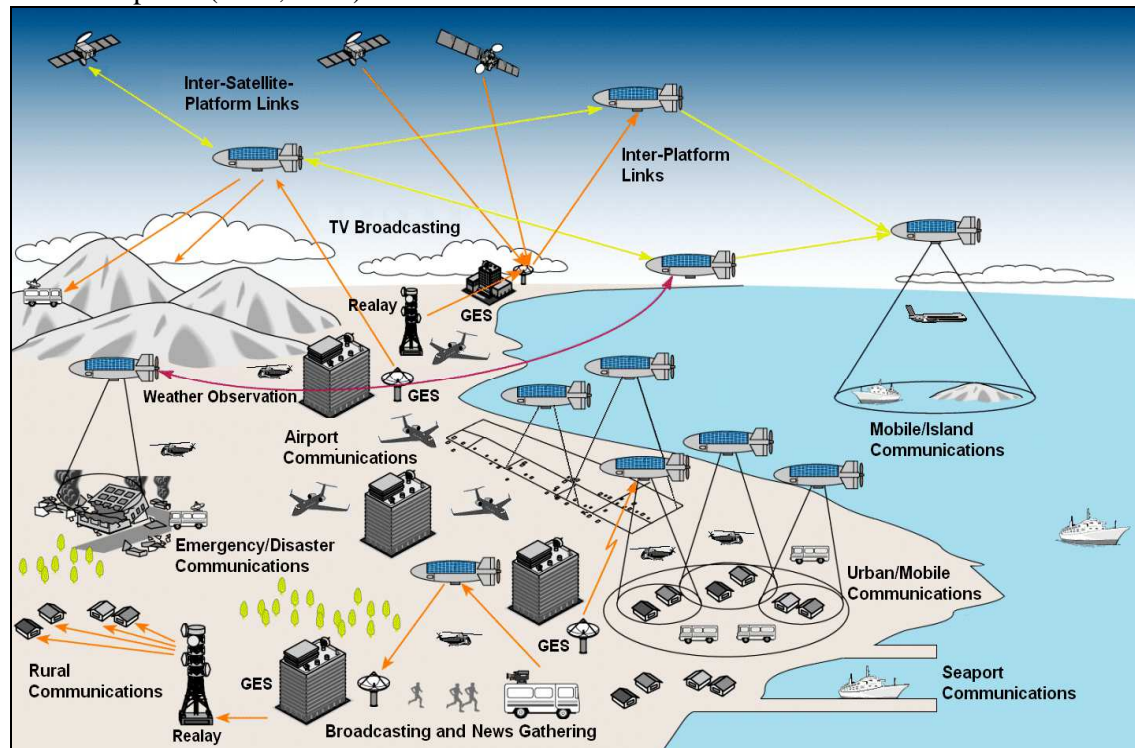 Inter-Satellite-
Platform Links
Inter-Platform
Links
TV Broadcasting
Realay
GES
Weather Observation
GES
Mobile/Island
Communications
Airport
Communications
Emergency/Disaster
Communications
Urban/Mobile
Communications
GES
Rural
Communications
GES
Seaport
Communications
Broadcasting and News Gathering
Realay